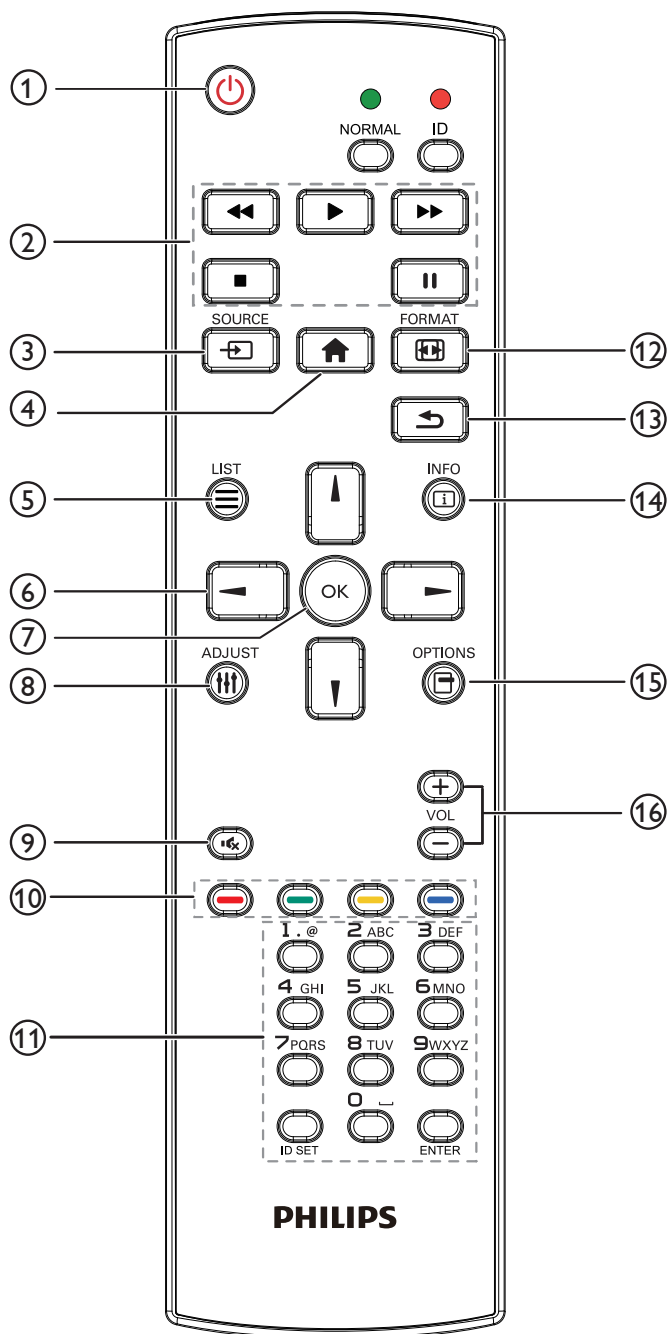 1
NORMAL ID
2
SOURCE FORMAT
3 12
4
13
LIST INFO
5 i 14
6
OK
7
ADJUST OPTIONS
8 15
+
VOL 16
9 −
10
1 . @ 2 ABC 3 DEF
4 GHI 5 JKL 6 MNO
11
7 PQRS 8 TUV 9 WXYZ
0 ⎵
ID SET ENTER
PHILIPS